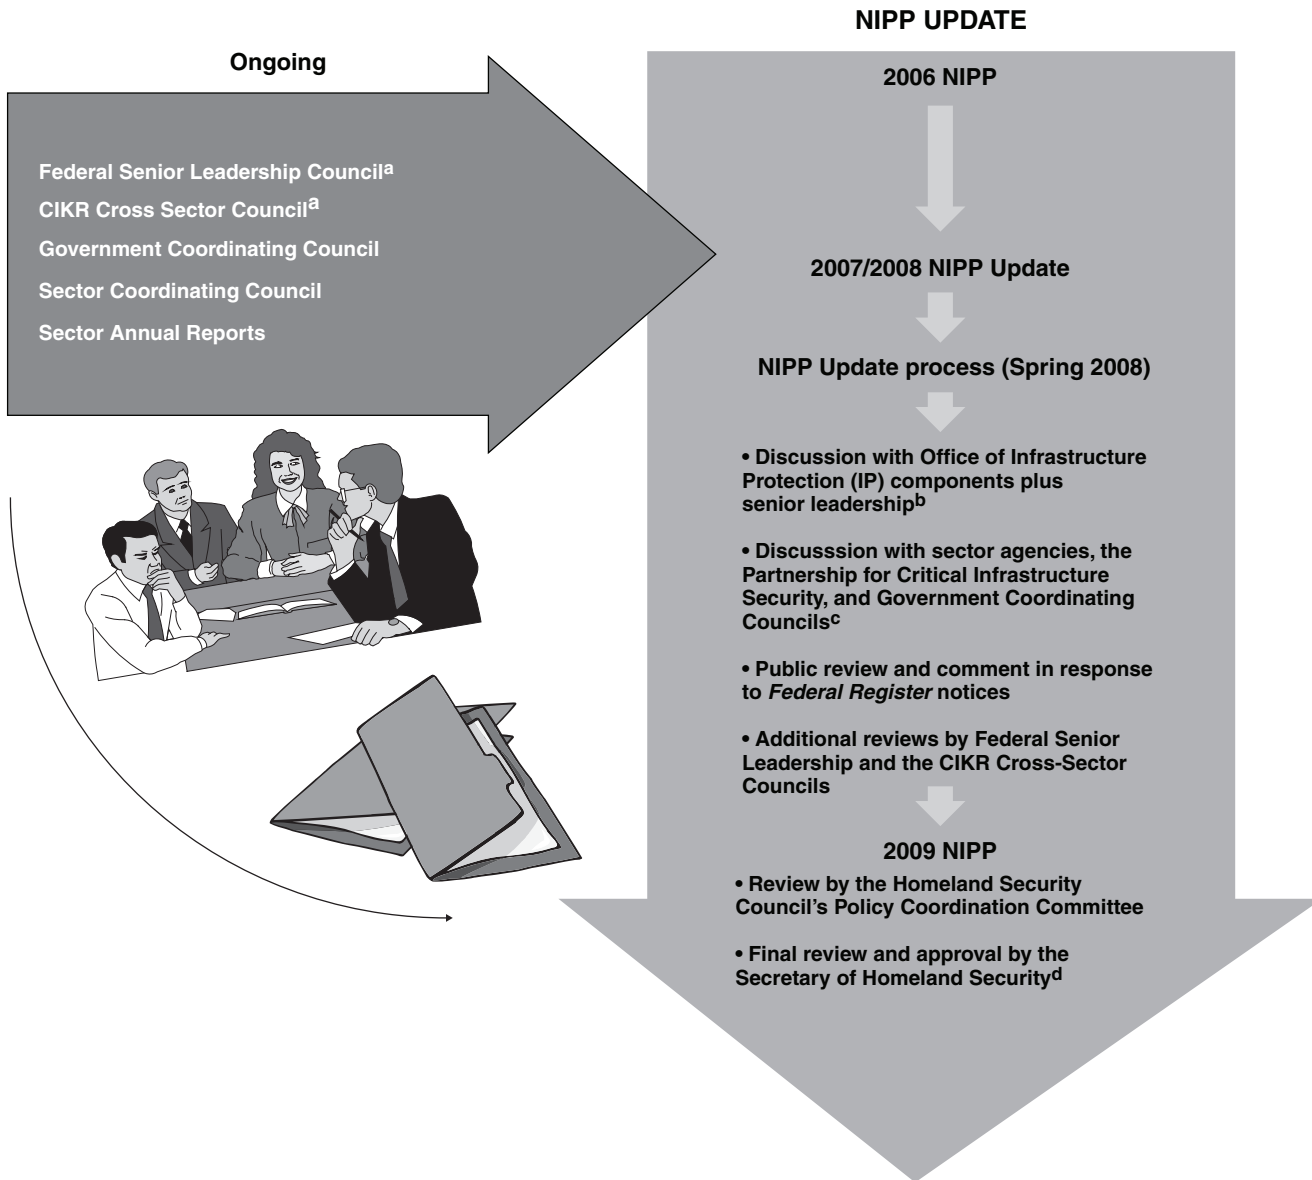 Ongoing
Federal Senior Leadership Councilᵃ
CIKR Cross Sector Councilᵃ
Government Coordinating Council
Sector Coordinating Council
Sector Annual Reports
NIPP UPDATE
2006 NIPP
2007/2008 NIPP Update
NIPP Update process (Spring 2008)
• Discussion with Office of Infrastructure
Protection (IP) components plus
senior leadershipᵇ
• Discusssion with sector agencies, the
Partnership for Critical Infrastructure
Security, and Government Coordinating
Councilsᶜ
• Public review and comment in response
to Federal Register notices
• Additional reviews by Federal Senior
Leadership and the CIKR Cross-Sector
Councils
2009 NIPP
• Review by the Homeland Security
Council’s Policy Coordination Committee
• Final review and approval by the
Secretary of Homeland Securityᵈ